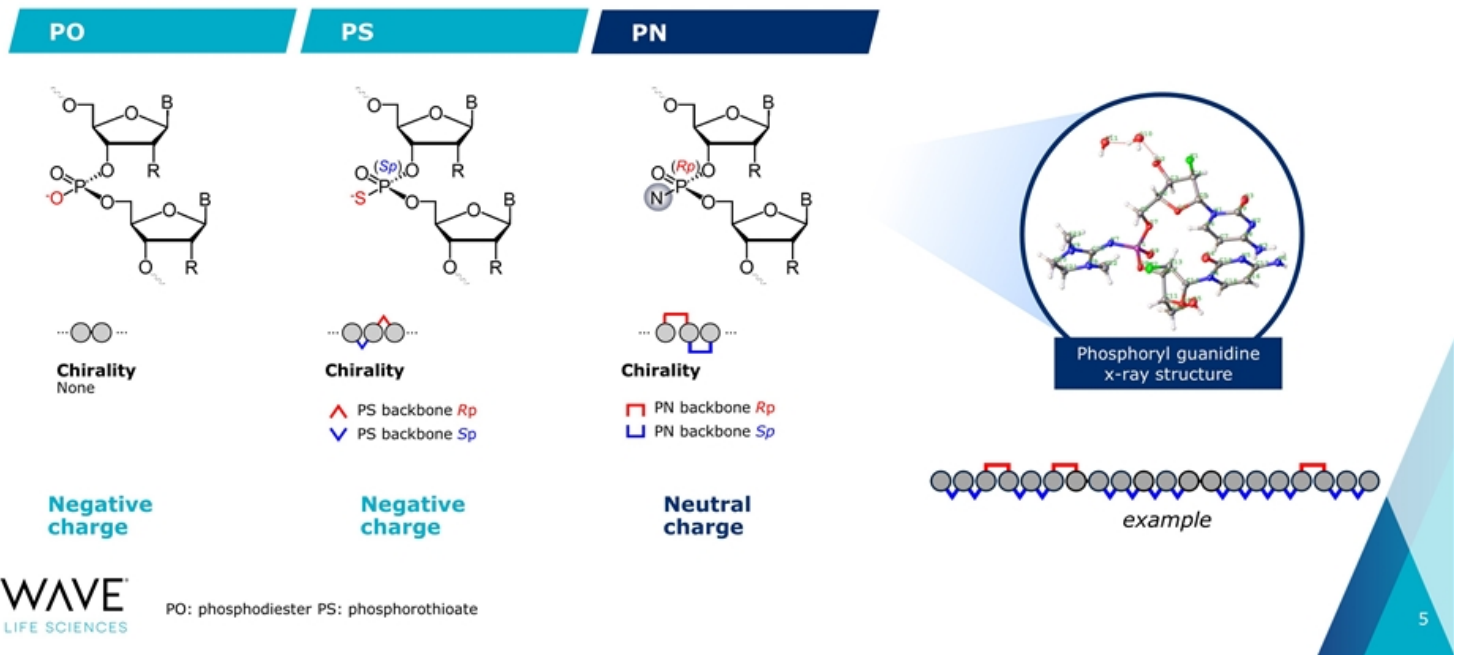 PO
PS
PN
O
O
B
O
R
O
P
-O
O
O
B
O
R
O
O
B
(Sp)
O
R
O
P
-S
O
O
B
O
R
O
O
B
(Rp)
O
R
O
P
N
O
O
B
O
R
Chirality
None
Chirality
PS backbone Rp
PS backbone Sp
Chirality
PN backbone Rp
PN backbone Sp
Phosphoryl guanidine
x-ray structure
example
Negative
charge
Negative
charge
Neutral
charge
WAVE
LIFE SCIENCES
PO: phosphodiester PS: phosphorothioate
5